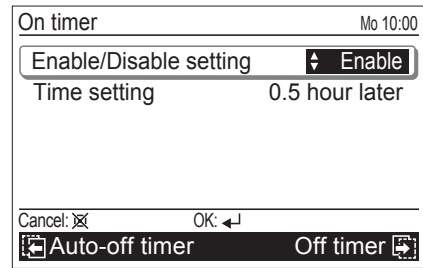 On timer Mo 10:00
Enable/Disable setting Enable
Time setting 0.5 hour later
Cancel: OK:
Auto-off timer Off timer